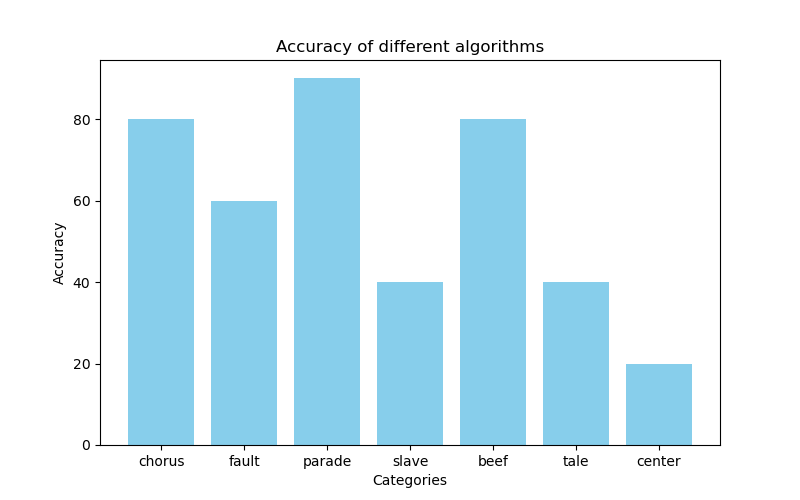 Accuracy of different algorithms
80
60
40
20
0
Accuracy
chorus fault parade slave beef tale center
Categories